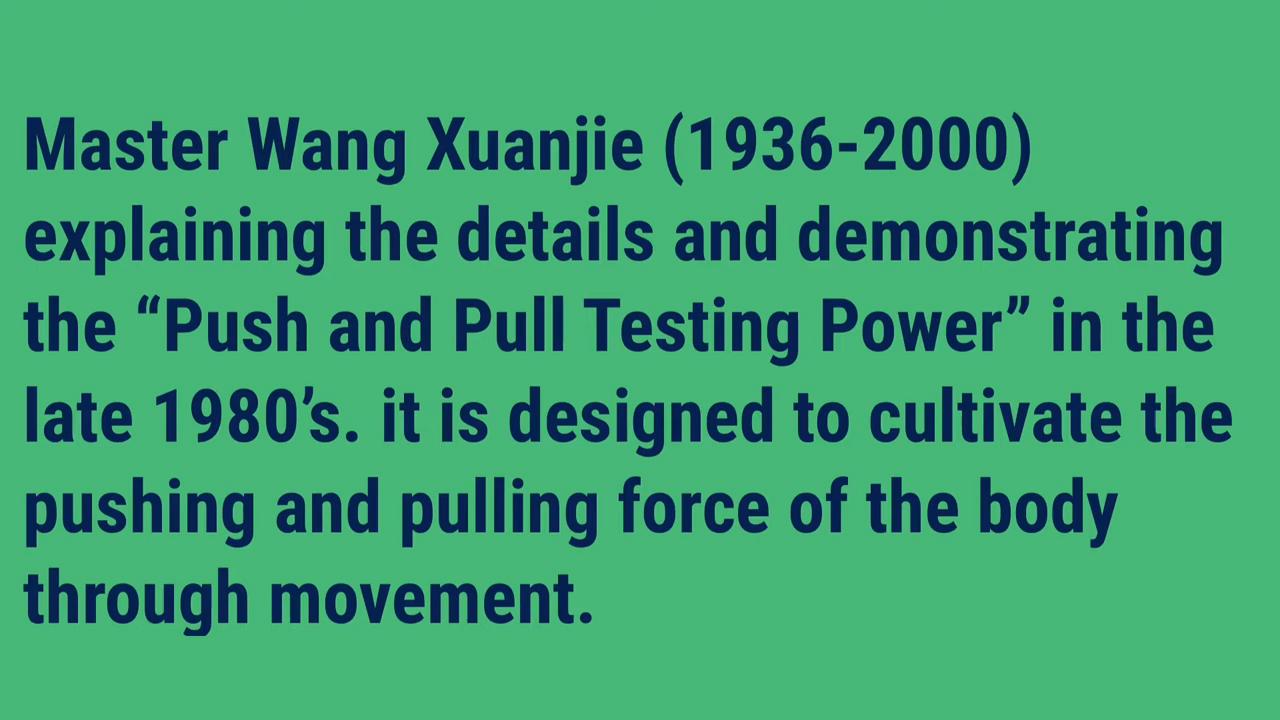 Master Wang Xuanjie (1936-2000)
explaining the details and demonstrating
the “Push and Pull Testing Power” in the
late 1980’s. it is designed to cultivate the
pushing and pulling force of the body
through movement.